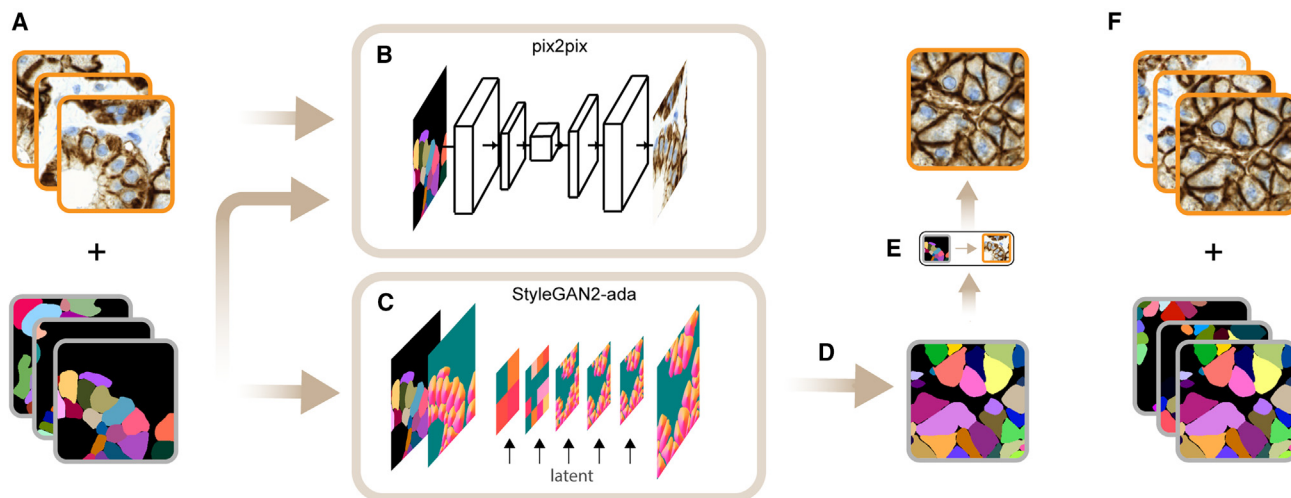 A
+
B
pix2pix
C
StyleGAN2-ada
latent
D
E
F
+